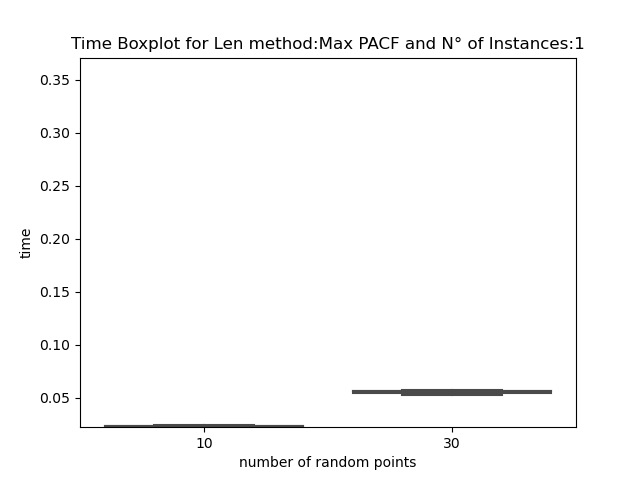 Time Boxplot for Len method:Max PACF and N° of Instances:1
0.35
0.30
0.25
0.20
0.15
0.10
0.05
time
10 30
number of random points